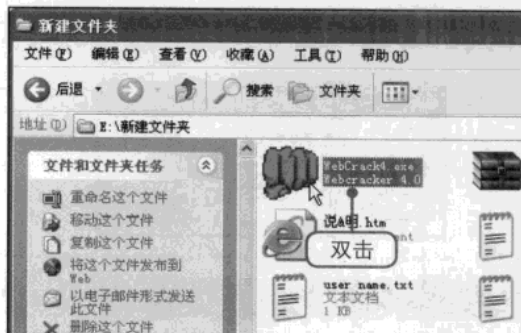 新建文件夹
文件(F) 编辑(E) 查看(V) 收藏(A) 工具(T) 帮助(H)
后退 搜索 文件夹
地址(D) E:\新建文件夹
文件和文件夹任务
重命名这个文件
移动这个文件
复制这个文件
将这个文件发布到
Web
以电子邮件形式发送
此文件
删除这个文件
WebCrack4.exe
Webcracker 4.0
说明.htm
双击
user name.txt
文本文档
1 KB